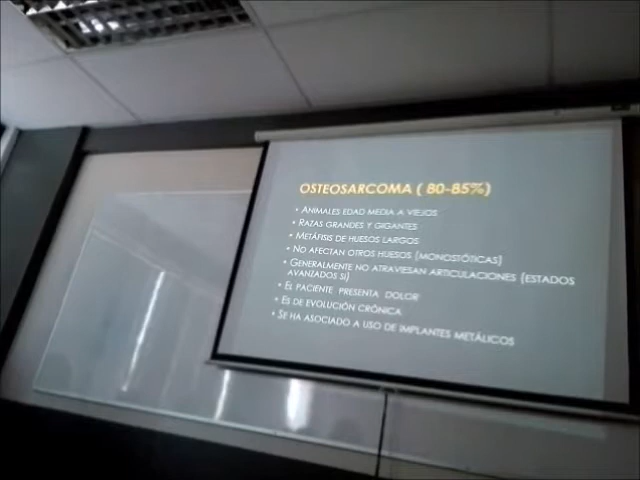 OSTEOSARCOMA ( 80-85%)
• ANIMALES EDAD MEDIA A VIEJOS
• RAZAS GRANDES Y GIGANTES
• METÁFISIS DE HUESOS LARGOS
• NO AFECTAN OTROS HUESOS (MONOSTÓTICAS)
• GENERALMENTE NO ATRAVIESAN ARTICULACIONES (ESTADOS
AVANZADOS SI)
• EL PACIENTE PRESENTA DOLOR
• ES DE EVOLUCIÓN CRÓNICA
• SE HA ASOCIADO A USO DE IMPLANTES METÁLICOS